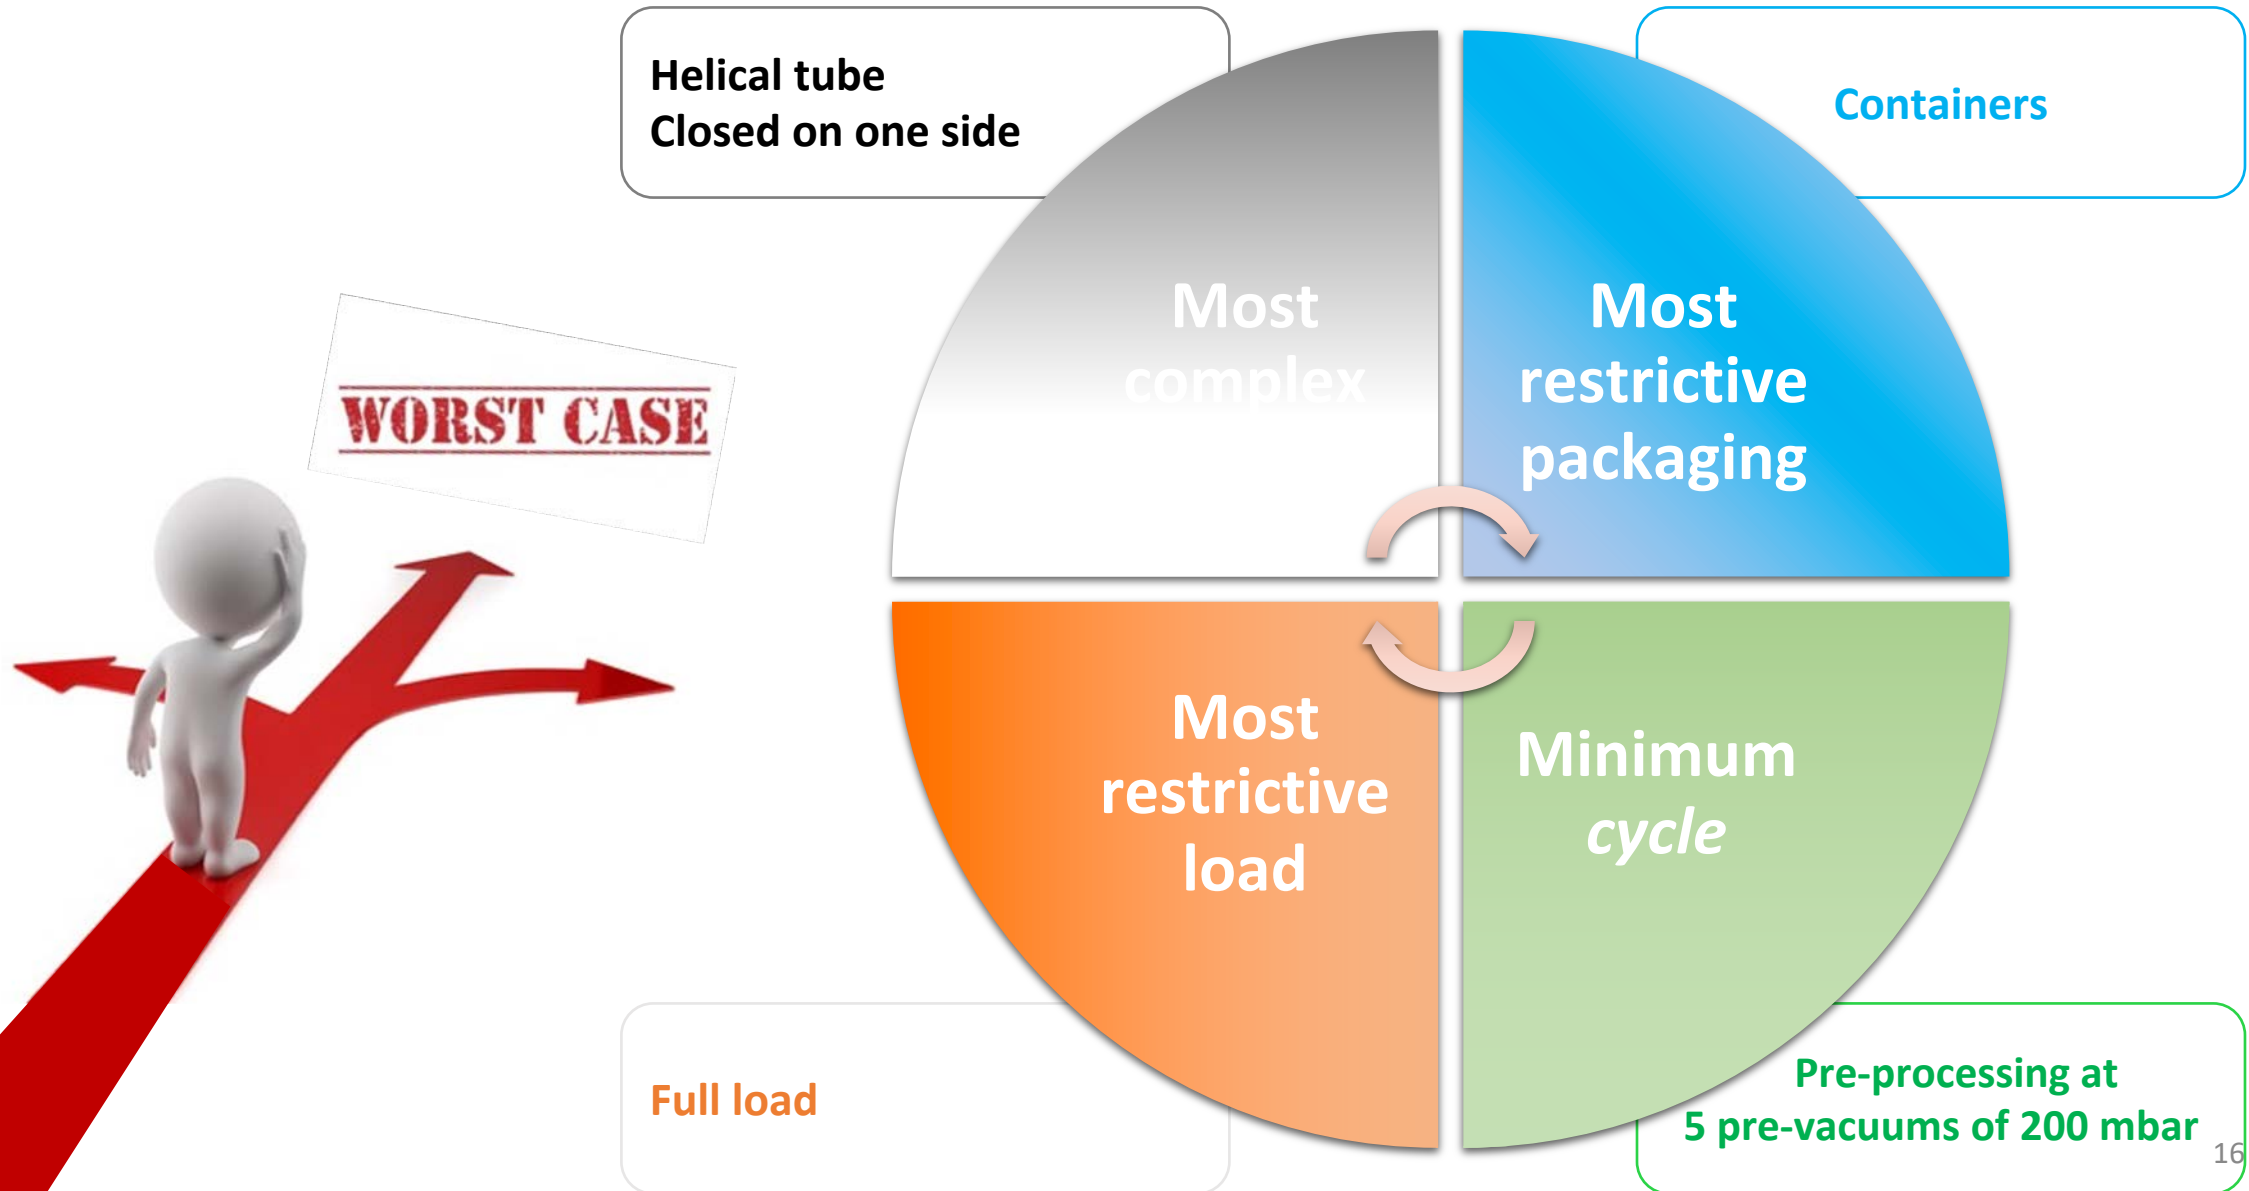 Helical tube
Closed on one side
Containers
Most
complex
Most
restrictive
packaging
WORST CASE
Most
restrictive
load
Minimum
cycle
Full load
Pre-processing at
5 pre-vacuums of 200 mbar
16